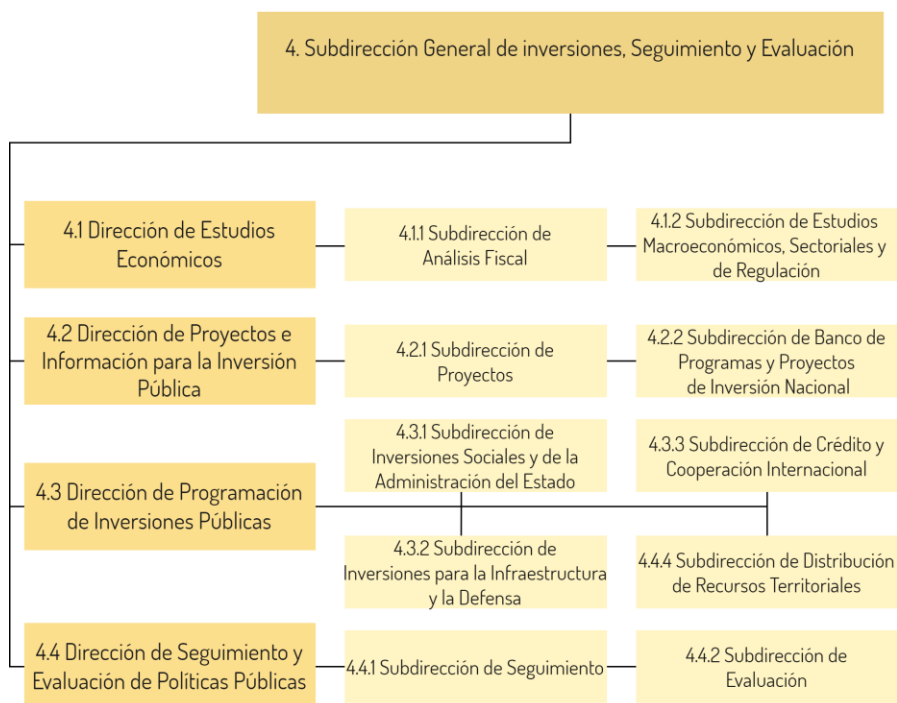 4. Subdirección General de inversiones, Seguimiento y Evaluación
4.1 Dirección de Estudios
Económicos
4.1.1 Subdirección de
Análisis Fiscal
4.1.2 Subdirección de Estudios
Macroeconómicos, Sectoriales y
de Regulación
4.2 Dirección de Proyectos e
Información para la Inversión
Pública
4.2.1 Subdirección de
Proyectos
4.2.2 Subdirección de Banco de
Programas y Proyectos
de Inversión Nacional
4.3 Dirección de Programación
de Inversiones Públicas
4.3.1 Subdirección de
Inversiones Sociales y de la
Administración del Estado
4.3.3 Subdirección de Crédito y
Cooperación Internacional
4.3.2 Subdirección de
Inversiones para la Infraestructura
y la Defensa
4.4.4 Subdirección de Distribución
de Recursos Territoriales
4.4 Dirección de Seguimiento y
Evaluación de Políticas Públicas
4.4.1 Subdirección de Seguimiento
4.4.2 Subdirección de
Evaluación